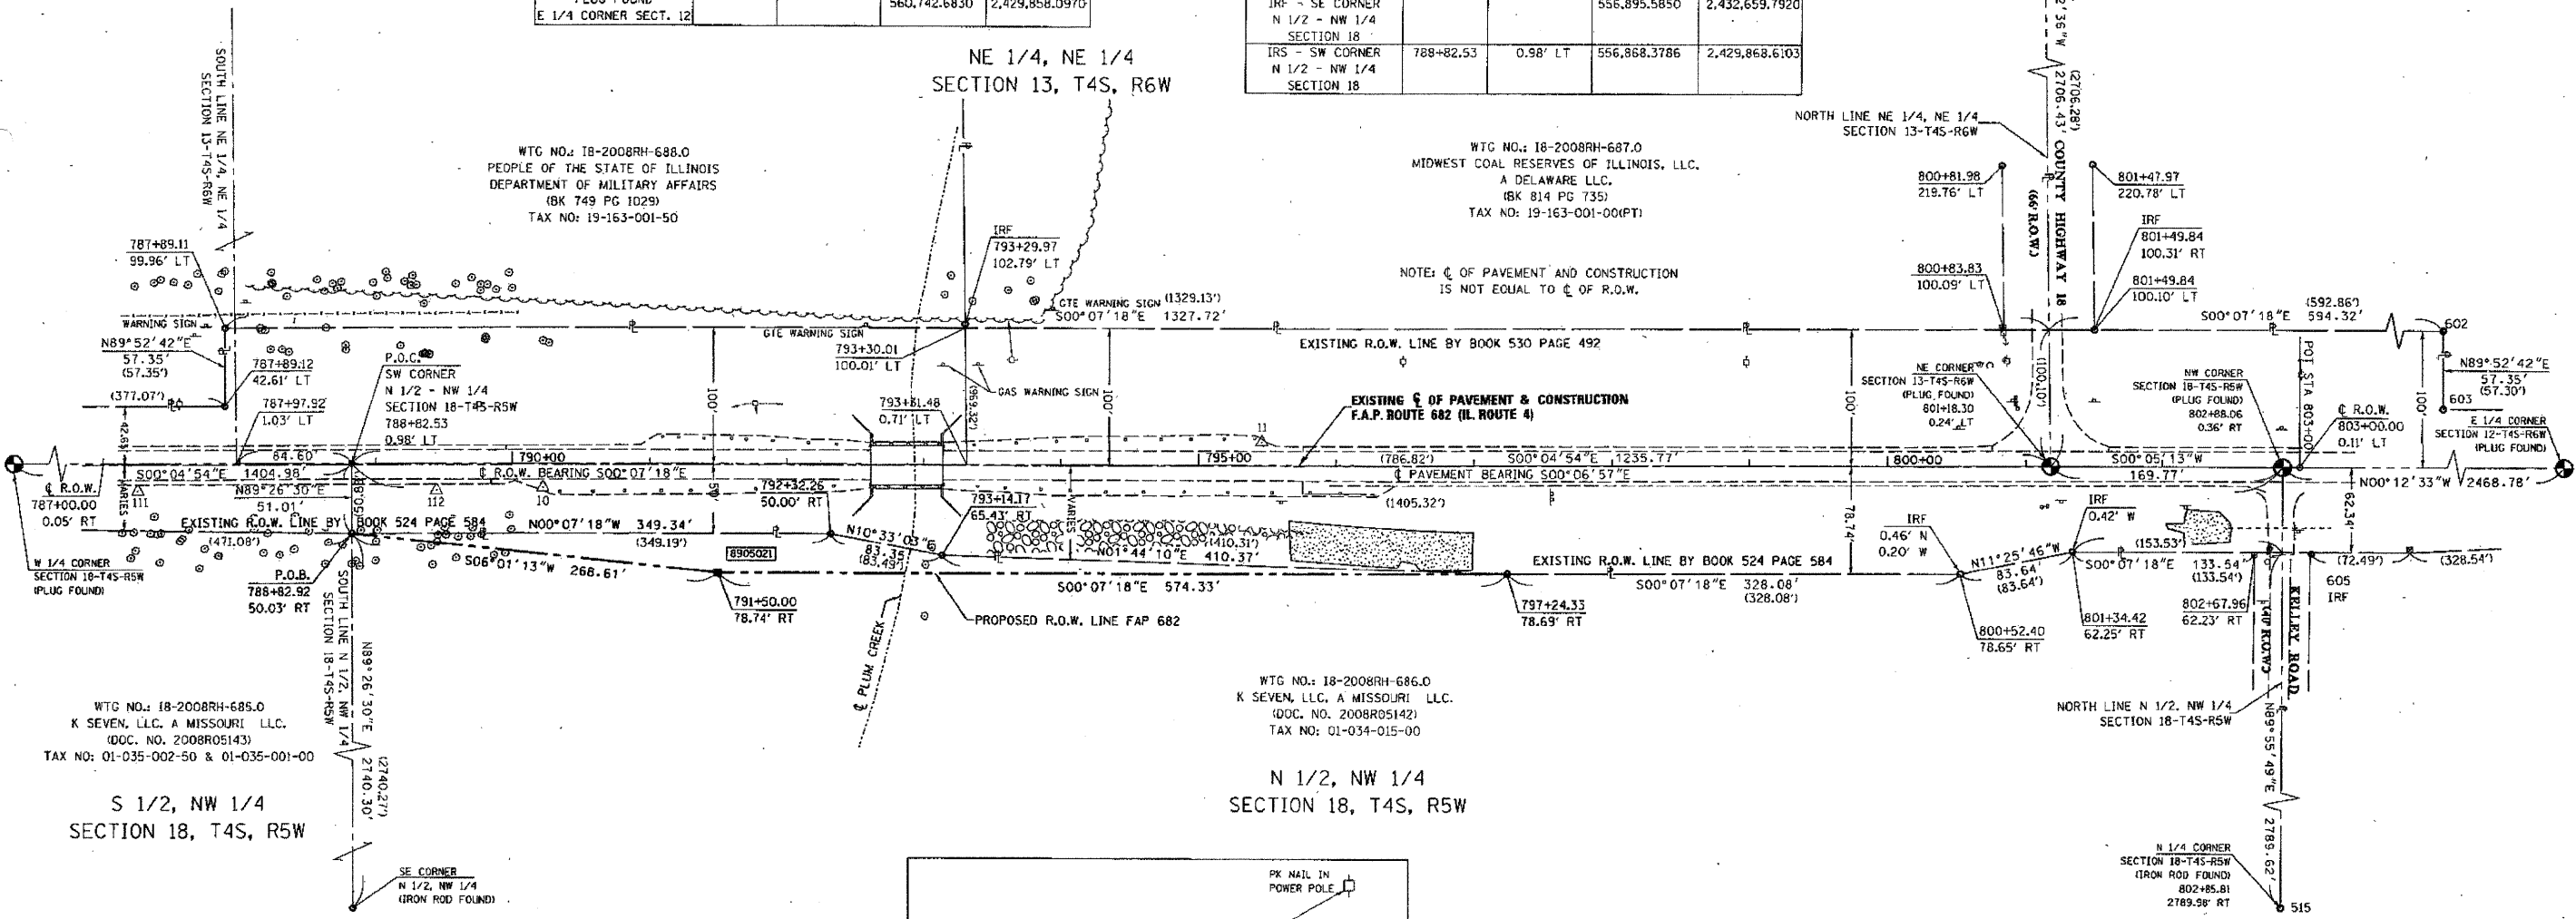 PLUG FOUND
E 1/4 CORNER SECT. 12
560,742.6830 2,429,858.0970
IRF - SE CORNER
N 1/2 - NW 1/4
SECTION 18
556,895.5850 2,432,659.7920
IRS - SW CORNER
N 1/2 - NW 1/4
SECTION 18
788+82.53 0.98' LT 556,868.3786 2,429,868.6103
NE 1/4, NE 1/4
SECTION 13, T4S, R6W
SOUTH LINE NE 1/4, NE 1/4
SECTION 13-T4S-R6W
WTG NO.: 18-2008RH-688.0
PEOPLE OF THE STATE OF ILLINOIS
DEPARTMENT OF MILITARY AFFAIRS
(BK 749 PG 1029)
TAX NO: 19-163-001-50
WTG NO.: 18-2008RH-687.0
MIDWEST COAL RESERVES OF ILLINOIS, LLC.
A DELAWARE LLC.
(BK 814 PG 735)
TAX NO: 19-163-001-00(PT)
NOTE: ℄ OF PAVEMENT AND CONSTRUCTION
IS NOT EQUAL TO ℄ OF R.O.W.
NORTH LINE NE 1/4, NE 1/4
SECTION 13-T4S-R6W
(2706.28')
2706.43'
COUNTY HIGHWAY 18
(66' R.O.W.)
800+81.98
219.76' LT
801+47.97
220.78' LT
IRF
801+49.84
100.31' RT
800+83.83
100.09' LT
801+49.84
100.10' LT
(592.86')
S00°07'18"E 594.32'
602
N89°52'42"E
57.35'
(57.30')
603
E 1/4 CORNER
SECTION 12-T4S-R6W
(PLUG FOUND)
787+89.11
99.96' LT
WARNING SIGN
N89°52'42"E
57.35'
(57.35')
787+89.12
42.61' LT
(377.07')
787+97.92
1.03' LT
P.O.C.
SW CORNER
N 1/2 - NW 1/4
SECTION 18-T4S-R5W
788+82.53
0.98' LT
IRF
793+29.97
102.79' LT
GTE WARNING SIGN
GTE WARNING SIGN (1329.13')
S00°07'18"E 1327.72'
793+30.01
100.01' LT
GAS WARNING SIGN
EXISTING R.O.W. LINE BY BOOK 530 PAGE 492
100'
100'
100'
100'
(100.10')
EXISTING ℄ OF PAVEMENT & CONSTRUCTION
F.A.P. ROUTE 682 (IL. ROUTE 4)
NE CORNER
SECTION 13-T4S-R6W
(PLUG FOUND)
801+18.30
0.24' LT
NW CORNER
SECTION 18-T4S-R5W
(PLUG FOUND)
802+88.06
0.36' RT
POT STA 803+00
℄ R.O.W.
803+00.00
0.11' LT
84.60'
S00°04'54"E 1404.98'
790+00
℄ R.O.W. BEARING S00°07'18"E
(959.32')
795+00
(786.82')
S00°04'54"E 1235.77'
℄ PAVEMENT BEARING S00°06'57"E
800+00
S00°05'13"W
169.77'
N00°12'33"W 2468.78'
℄ R.O.W.
787+00.00
0.05' RT
VARIES
111
N89°26'30"E
51.01'
112
10
11
792+32.26
50.00' RT
793+14.17
65.43' RT
VARIES
(1405.32')
78.74'
62.34'
EXISTING R.O.W. LINE BY BOOK 524 PAGE 584
(471.08')
N00°07'18"W 349.34'
(349.19')
N10°33'03"E
83.35'
(83.49')
(410.31')
N01°44'10"E 410.37'
EXISTING R.O.W. LINE BY BOOK 524 PAGE 584
8905021
W 1/4 CORNER
SECTION 18-T4S-R5W
(PLUG FOUND)
P.O.B.
788+82.92
50.03' RT
S06°01'13"W 268.61'
791+50.00
78.74' RT
S00°07'18"E 574.33'
PROPOSED R.O.W. LINE FAP 682
797+24.33
78.69' RT
S00°07'18"E 328.08'
(328.08')
IRF
0.46' N
0.20' W
IRF
0.42' W
N11°25'46"W
83.64'
(83.64')
(153.53')
S00°07'18"E
133.54'
(133.54')
(72.49')
(328.54')
605
IRF
800+52.40
78.65' RT
801+34.42
62.25' RT
802+67.96
62.23' RT
KELLEY ROAD
(40' R.O.W.)
℄ PLUM CREEK
SOUTH LINE N 1/2, NW 1/4
SECTION 18-T4S-R5W
N89°26'30"E
(2740.27')
2740.30'
WTG NO.: 18-2008RH-685.0
K SEVEN, LLC. A MISSOURI LLC.
(DOC. NO. 2008R05143)
TAX NO: 01-035-002-50 & 01-035-001-00
S 1/2, NW 1/4
SECTION 18, T4S, R5W
WTG NO.: 18-2008RH-686.0
K SEVEN, LLC. A MISSOURI LLC.
(DOC. NO. 2008R05142)
TAX NO: 01-034-015-00
N 1/2, NW 1/4
SECTION 18, T4S, R5W
NORTH LINE N 1/2, NW 1/4
SECTION 18-T4S-R5W
N89°55'49"E 2789.62'
SE CORNER
N 1/2, NW 1/4
(IRON ROD FOUND)
PK NAIL IN
POWER POLE
N 1/4 CORNER
SECTION 18-T4S-R5W
(IRON ROD FOUND)
802+85.81
2789.98' RT
515